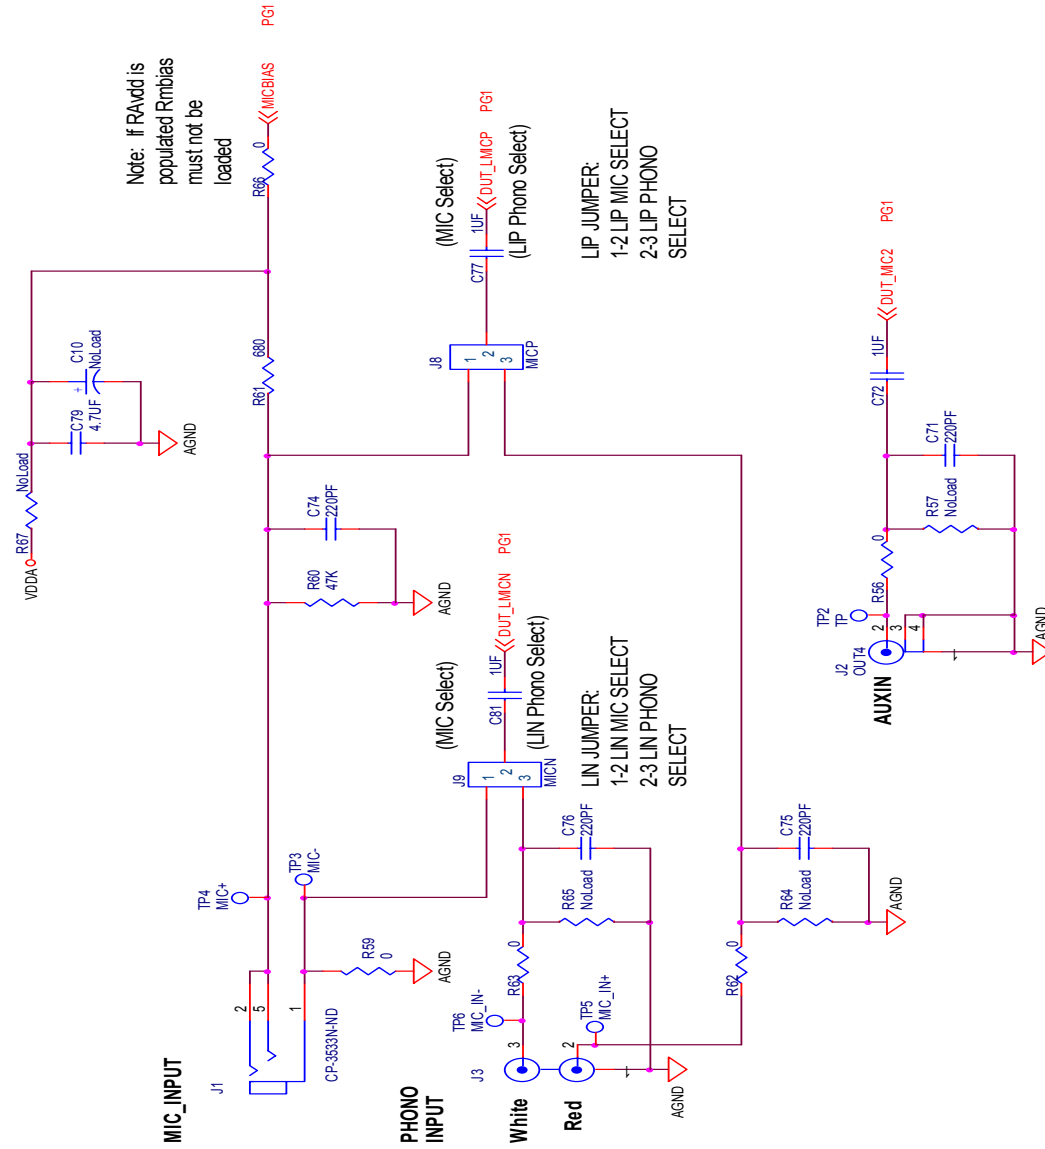 MIC_INPUT
J1
2
5
1
CP-3533N-ND
TP4
MIC+
TP3
MIC-
R59
0
AGND
R60
47K
C74
220PF
AGND
R61
680
VDDA
R67
NoLoad
C79
4.7UF
C10
NoLoad
+
AGND
R66
0
MICBIAS
PG1
Note: If RAvdd is
populated Rmbias
must not be
loaded
PHONO
INPUT
White
Red
J3
3
2
1
AGND
TP6
MIC_IN-
TP5
MIC_IN+
R63
0
R65
NoLoad
C76
220PF
J9
1
2
3
MICN
C81
1UF
DUT_LMICN
PG1
(MIC Select)
(LIN Phono Select)
LIN JUMPER:
1-2 LIN MIC SELECT
2-3 LIN PHONO
SELECT
R62
0
R64
NoLoad
C75
220PF
AGND
J8
1
2
3
MICP
C77
1UF
DUT_LMICP
PG1
(MIC Select)
(LIP Phono Select)
LIP JUMPER:
1-2 LIP MIC SELECT
2-3 LIP PHONO
SELECT
AUXIN
J2
OUT4
2
3
4
1
TP2
TP
R56
0
R57
NoLoad
C71
220PF
C72
1UF
DUT_MIC2
PG1
AGND